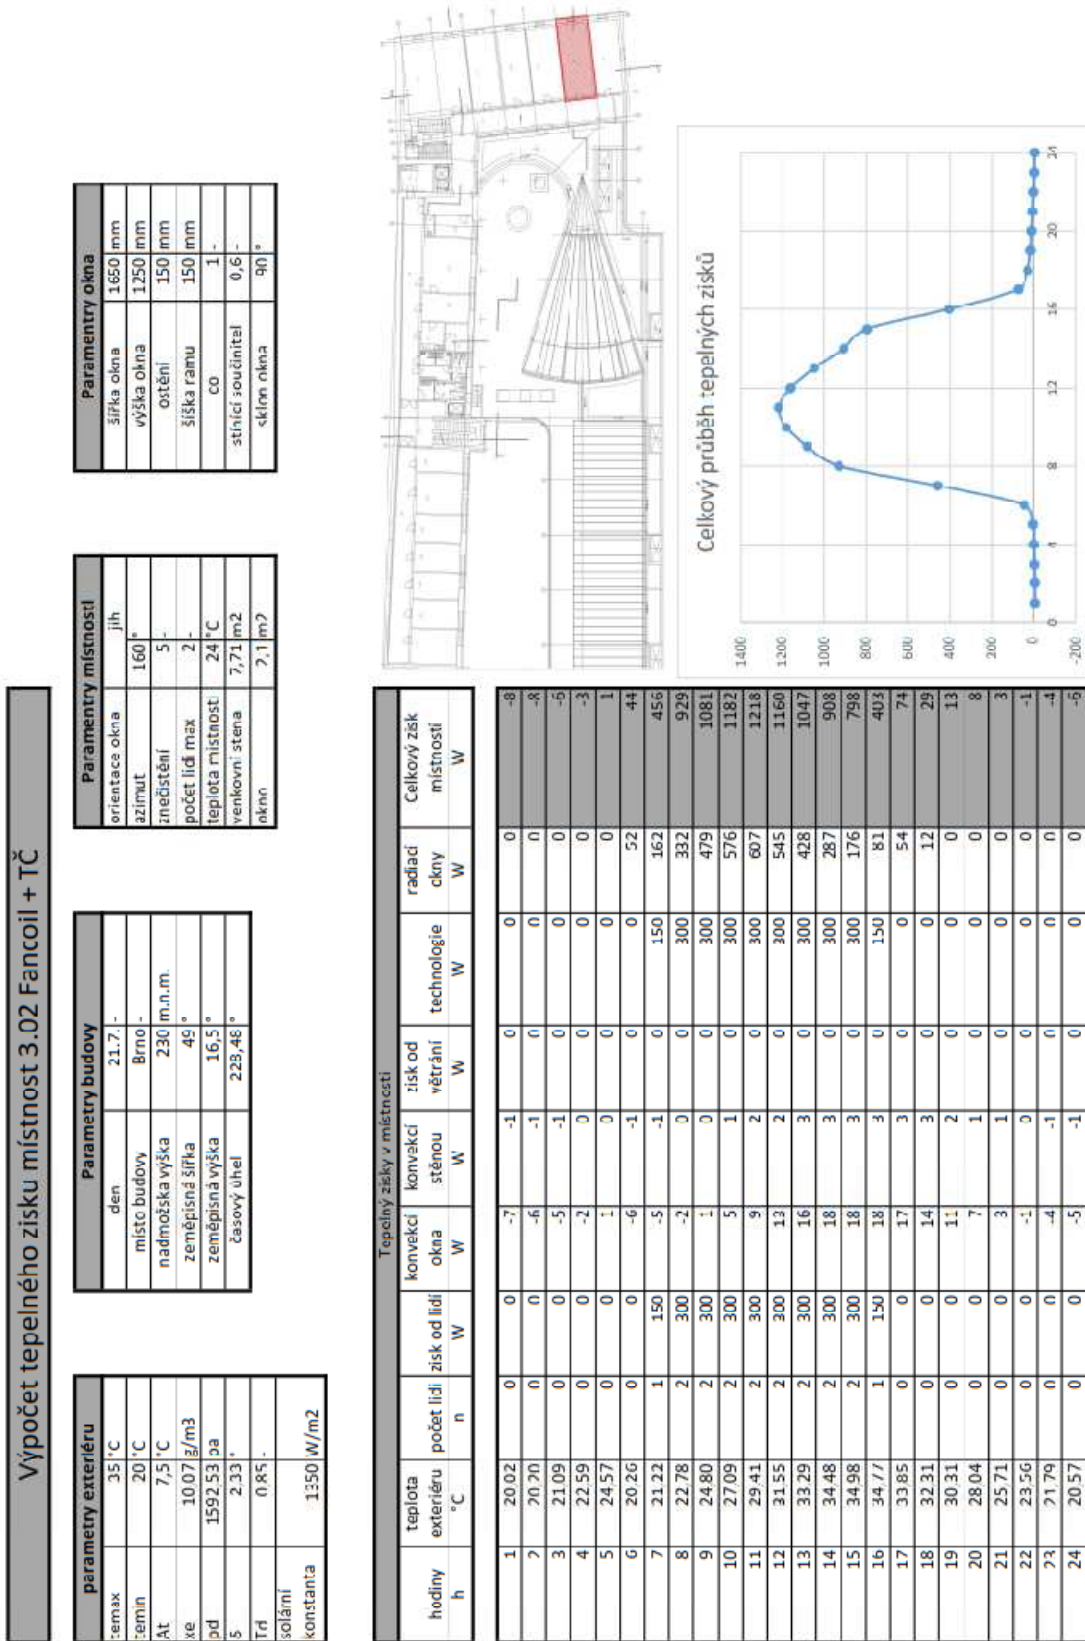 Výpočet tepelného zisku místnost 3.02 Fancoil + TČ
parametry exteriéru
temax 35 °C
temin 20 °C
At 7,5 °C
xe 10.07 g/m3
pd 1592.53 pa
δ 2,33 °
Trl 0.85 -
solární konstanta 1350 W/m2
Parametry budovy
den 21.7. -
místo budovy Brno -
nadmožska výška 230 m.n.m.
zeměpisná šířka 49 °
zeměpisná výška 16,5 °
časový úhel 223,48 °
Paramentry místností
orientace okna jih
azimut 160 °
znečistění 5 -
počet lidí max 2 -
teplota místnosti 24 °C
venkovní stena 7,71 m2
okno 2,1 m2
Paramentry okna
šířka okna 1650 mm
výška okna 1250 mm
ostění 150 mm
šíška ramu 150 mm
co 1 -
stínící součinitel 0,6 -
sklon okna 90 °
Tepelný zisky v místnosti
hodiny h | teplota exteriéru °C | počet lidí n | zisk od lidí W | konvekcí okna W | konvekcí stěnou W | zisk od větrání W | technologie W | radiací okny W | Celkový zisk místností W
1 20,02 0 0 -7 -1 0 0 0 -8
2 20,20 0 0 -6 -1 0 0 0 -8
3 21,09 0 0 -5 -1 0 0 0 -6
4 22,59 0 0 -2 0 0 0 0 -3
5 24,57 0 0 1 0 0 0 0 1
6 20,26 0 0 -6 -1 0 0 52 44
7 21,22 1 150 -5 -1 0 150 162 456
8 22,78 2 300 -2 0 0 300 332 929
9 24,80 2 300 1 0 0 300 479 1081
10 27,09 2 300 5 1 0 300 576 1182
11 29,41 2 300 9 2 0 300 607 1218
12 31,55 2 300 13 2 0 300 545 1160
13 33,29 2 300 16 3 0 300 428 1047
14 34,48 2 300 18 3 0 300 287 908
15 34,98 2 300 18 3 0 300 176 798
16 34,77 1 150 18 3 0 150 81 403
17 33,85 0 0 17 3 0 0 54 74
18 32,31 0 0 14 3 0 0 12 29
19 30,31 0 0 11 2 0 0 0 13
20 28,04 0 0 7 1 0 0 0 8
21 25,71 0 0 3 1 0 0 0 3
22 23,56 0 0 -1 0 0 0 0 -1
23 21,79 0 0 -4 -1 0 0 0 -4
24 20,57 0 0 -5 -1 0 0 0 -6
Celkový průběh tepelných zisků
1400
1200
1000
800
600
400
200
0
-200
0 4 8 12 16 20 24